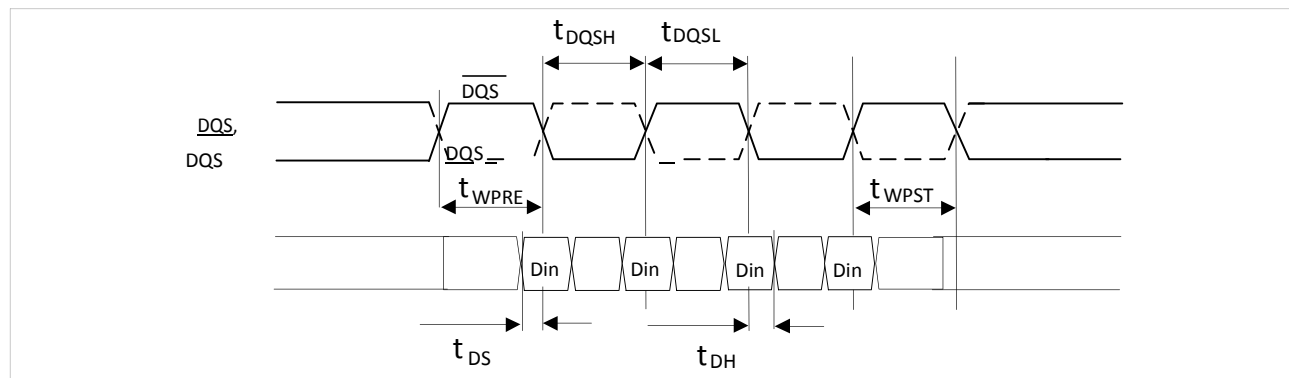 tDQSH tDQSL
DQS
DQS,
DQS
DQS
tWPRE tWPST
Din Din Din Din
tDS tDH